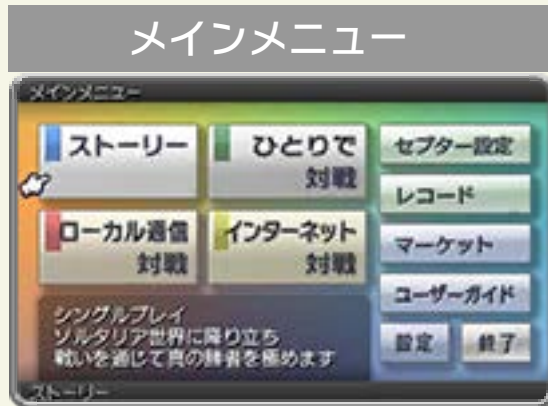 メインメニュー
メインメニュー
ストーリー
ひとりで
対戦
ローカル通信
対戦
インターネット
対戦
セプター設定
レコード
マーケット
ユーザーガイド
設定
終了
シングルプレイ
ソルタリア世界に降り立ち
戦いを通じて真の勝者を極めます
ストーリー